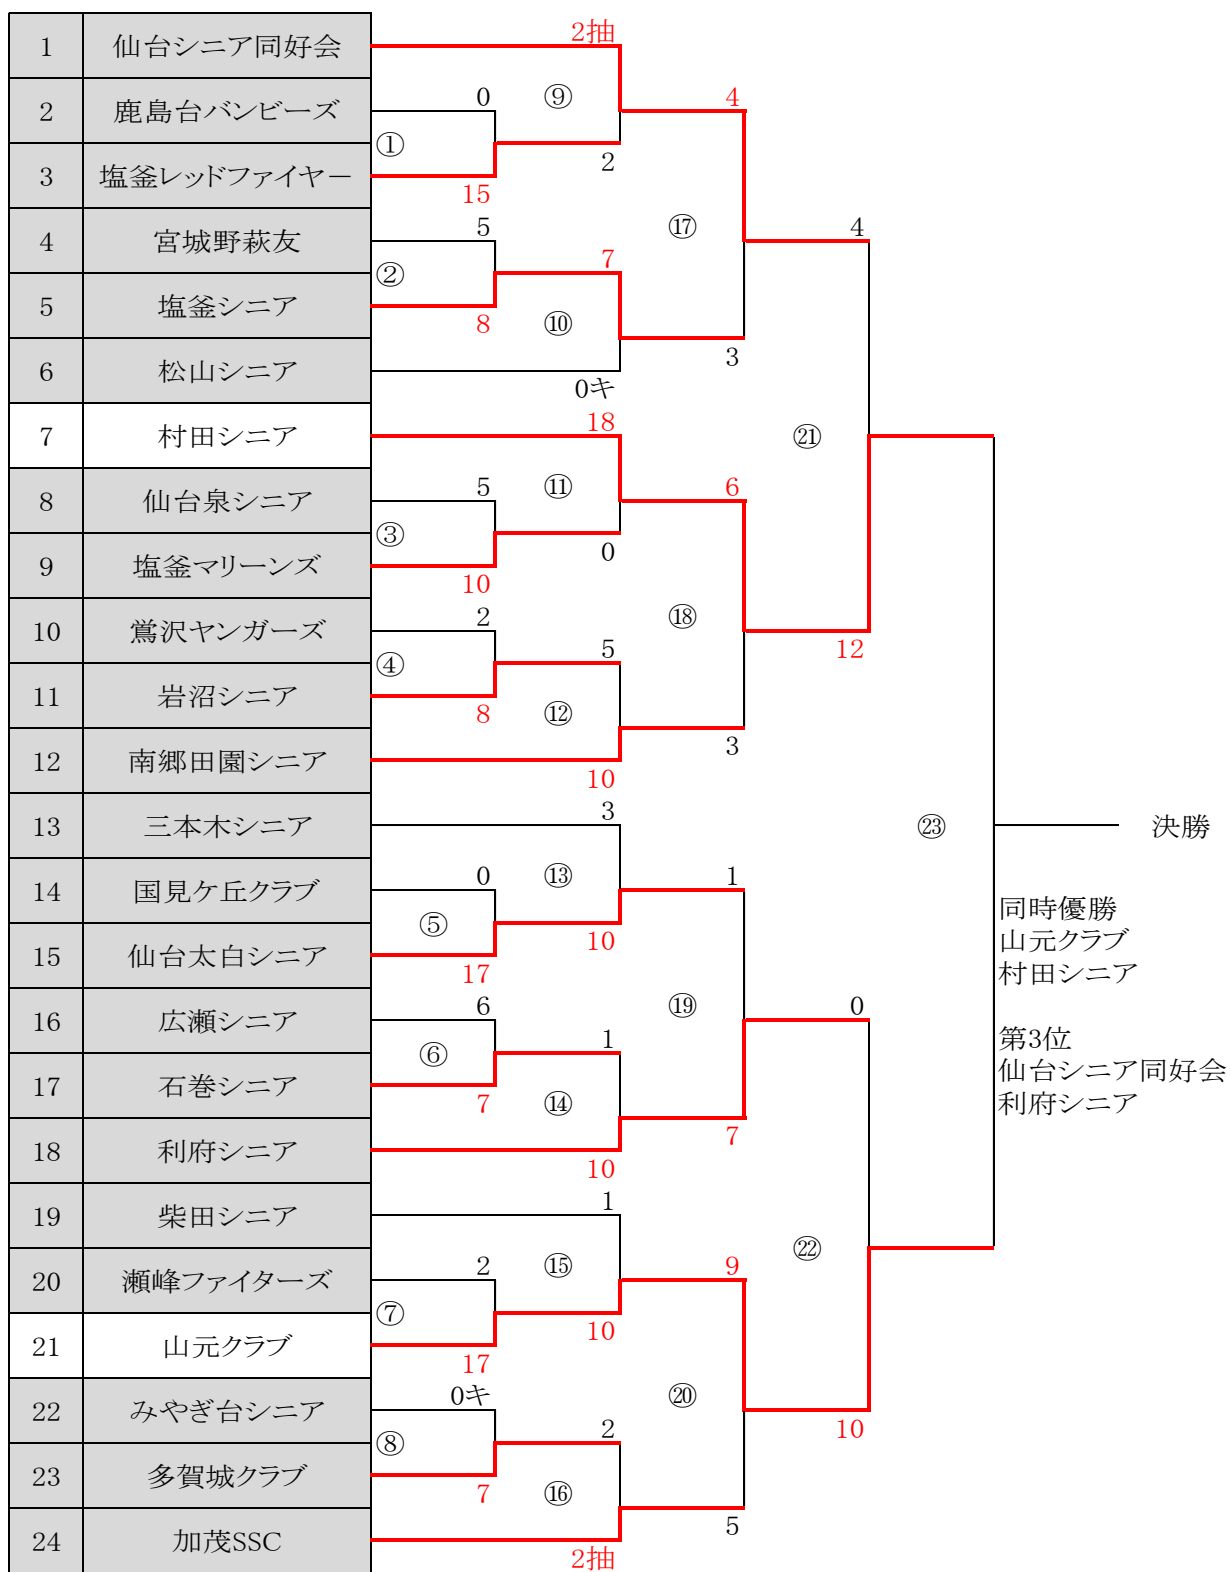 1 仙台シニア同好会
2 鹿島台バンビーズ
3 塩釜レッドファイヤー
4 宮城野萩友
5 塩釜シニア
6 松山シニア
7 村田シニア
8 仙台泉シニア
9 塩釜マリーンズ
10 鶯沢ヤンガーズ
11 岩沼シニア
12 南郷田園シニア
13 三本木シニア
14 国見ケ丘クラブ
15 仙台太白シニア
16 広瀬シニア
17 石巻シニア
18 利府シニア
19 柴田シニア
20 瀬峰ファイターズ
21 山元クラブ
22 みやぎ台シニア
23 多賀城クラブ
24 加茂SSC
0
①
15
5
②
8
5
③
10
2
④
8
0
⑤
17
6
⑥
7
2
⑦
17
0キ
⑧
7
2抽
⑨
2
7
⑩
0キ
18
⑪
0
5
⑫
10
3
⑬
10
1
⑭
10
1
⑮
10
2
⑯
2抽
4
⑰
3
6
⑱
3
1
⑲
7
9
⑳
5
4
㉑
12
0
㉒
10
㉓
決勝
同時優勝
山元クラブ
村田シニア
第3位
仙台シニア同好会
利府シニア